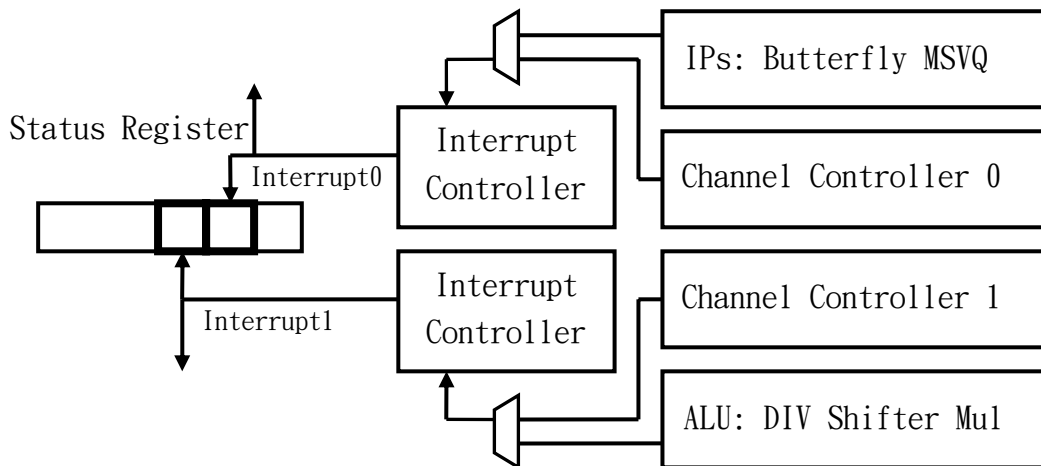 IPs: Butterfly MSVQ
Status Register
Interrupt
Controller
Interrupt0
Channel Controller 0
Interrupt
Controller
Interrupt1
Channel Controller 1
ALU: DIV Shifter Mul